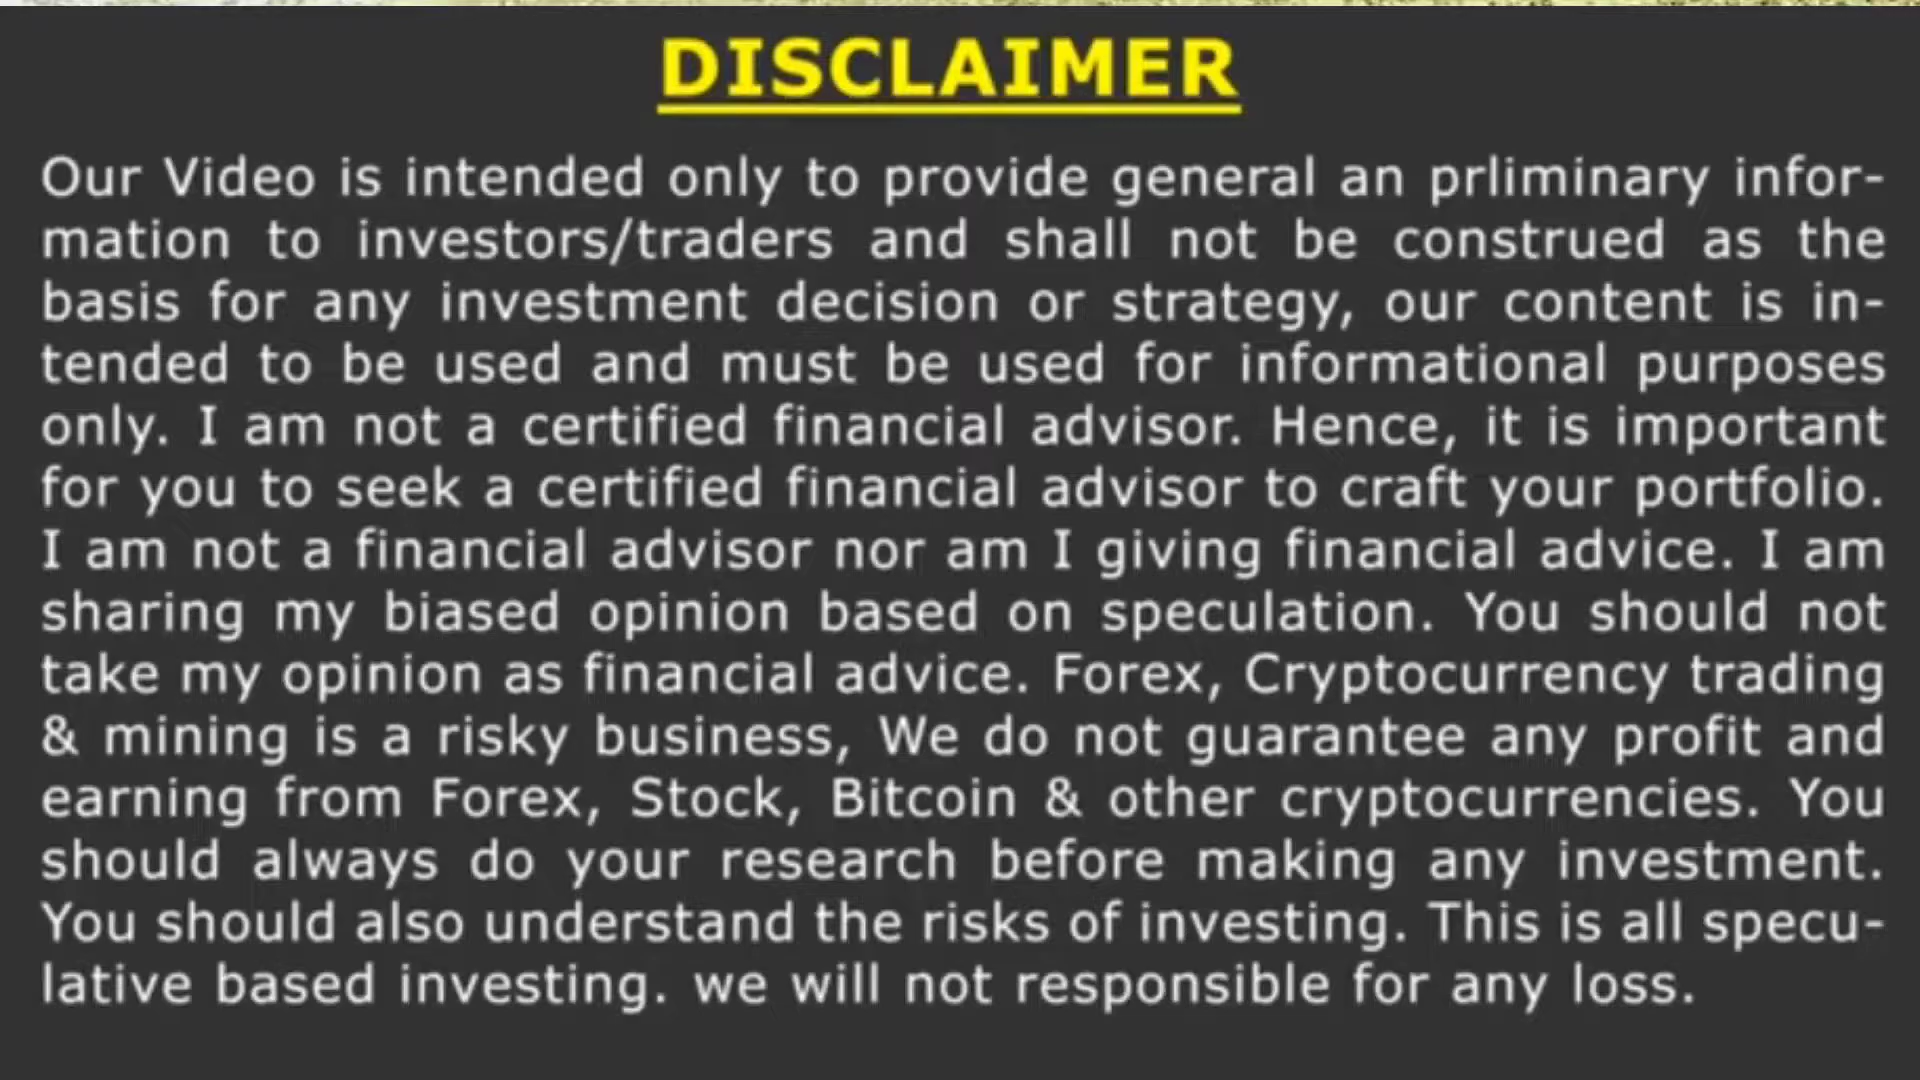 DISCLAIMER
Our Video is intended only to provide general an prliminary infor-
mation to investors/traders and shall not be construed as the
basis for any investment decision or strategy, our content is in-
tended to be used and must be used for informational purposes
only. I am not a certified financial advisor. Hence, it is important
for you to seek a certified financial advisor to craft your portfolio.
I am not a financial advisor nor am I giving financial advice. I am
sharing my biased opinion based on speculation. You should not
take my opinion as financial advice. Forex, Cryptocurrency trading
& mining is a risky business, We do not guarantee any profit and
earning from Forex, Stock, Bitcoin & other cryptocurrencies. You
should always do your research before making any investment.
You should also understand the risks of investing. This is all specu-
lative based investing. we will not responsible for any loss.